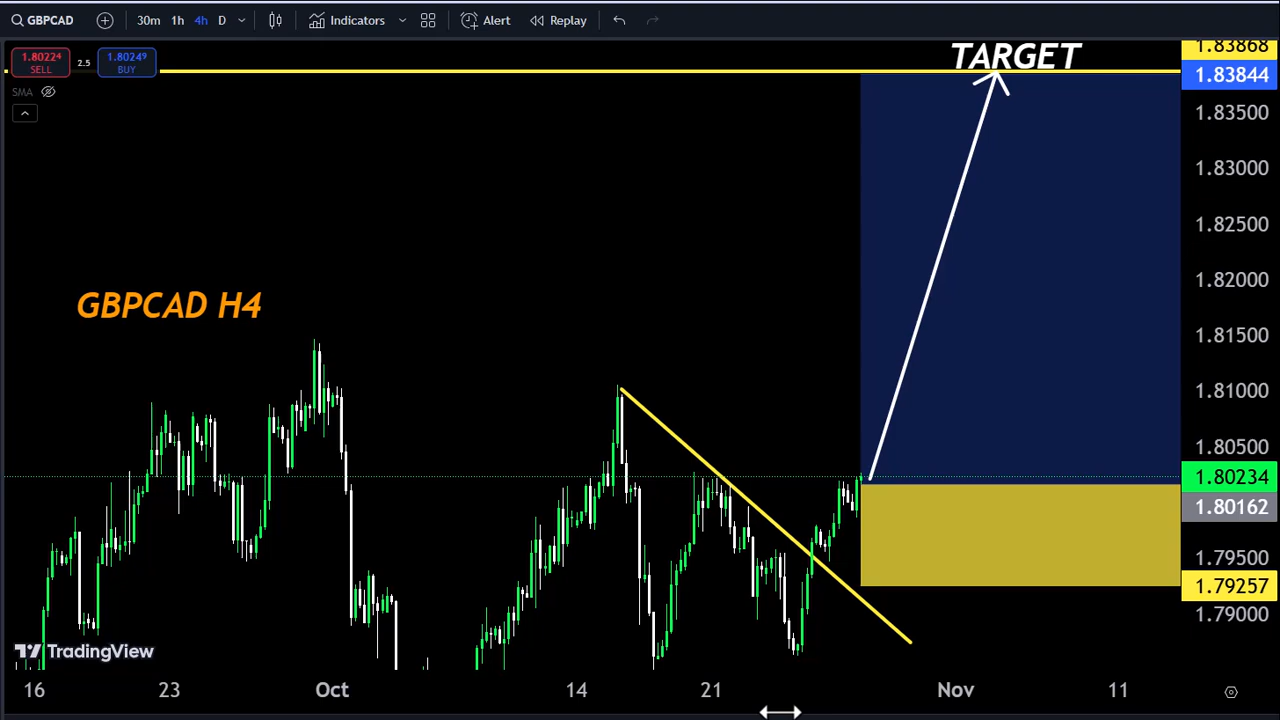 GBPCAD 30m 1h 4h D Indicators Alert Replay
1.80224 SELL 2.5 1.80249 BUY
SMA
TARGET
1.83868
1.83844
1.83500
1.83000
1.82500
1.82000
GBPCAD H4
1.81500
1.81000
1.80500
1.80234
1.80162
1.79500
1.79257
1.79000
TradingView
16 23 Oct 14 21 Nov 11